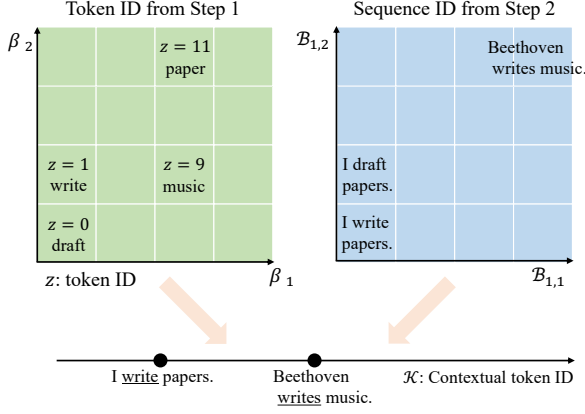 Token ID from Step 1
β 2
z = 11
paper
z = 1
write
z = 9
music
z = 0
draft
z: token ID
β 1
Sequence ID from Step 2
ℬ1,2
Beethoven
writes music.
I draft
papers.
I write
papers.
ℬ1,1
I write papers.
Beethoven
writes music.
𝒦: Contextual token ID